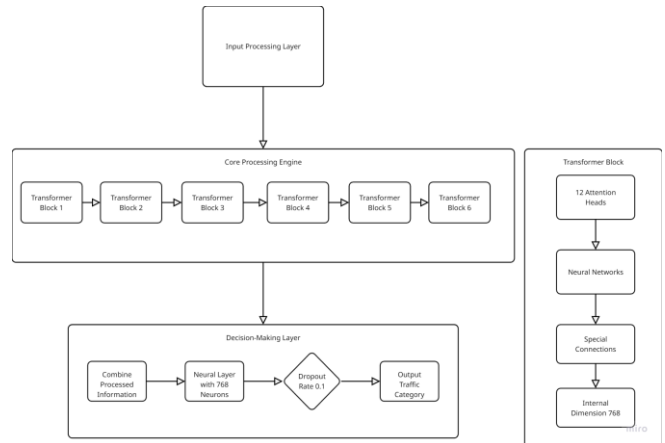 Input Processing Layer
Core Processing Engine
Transformer
Block 1
Transformer
Block 2
Transformer
Block 3
Transformer
Block 4
Transformer
Block 5
Transformer
Block 6
Decision-Making Layer
Combine
Processed
Information
Neural Layer
with 768
Neurons
Dropout
Rate 0.1
Output
Traffic
Category
Transformer Block
12 Attention
Heads
Neural Networks
Special
Connections
Internal
Dimension 768
miro